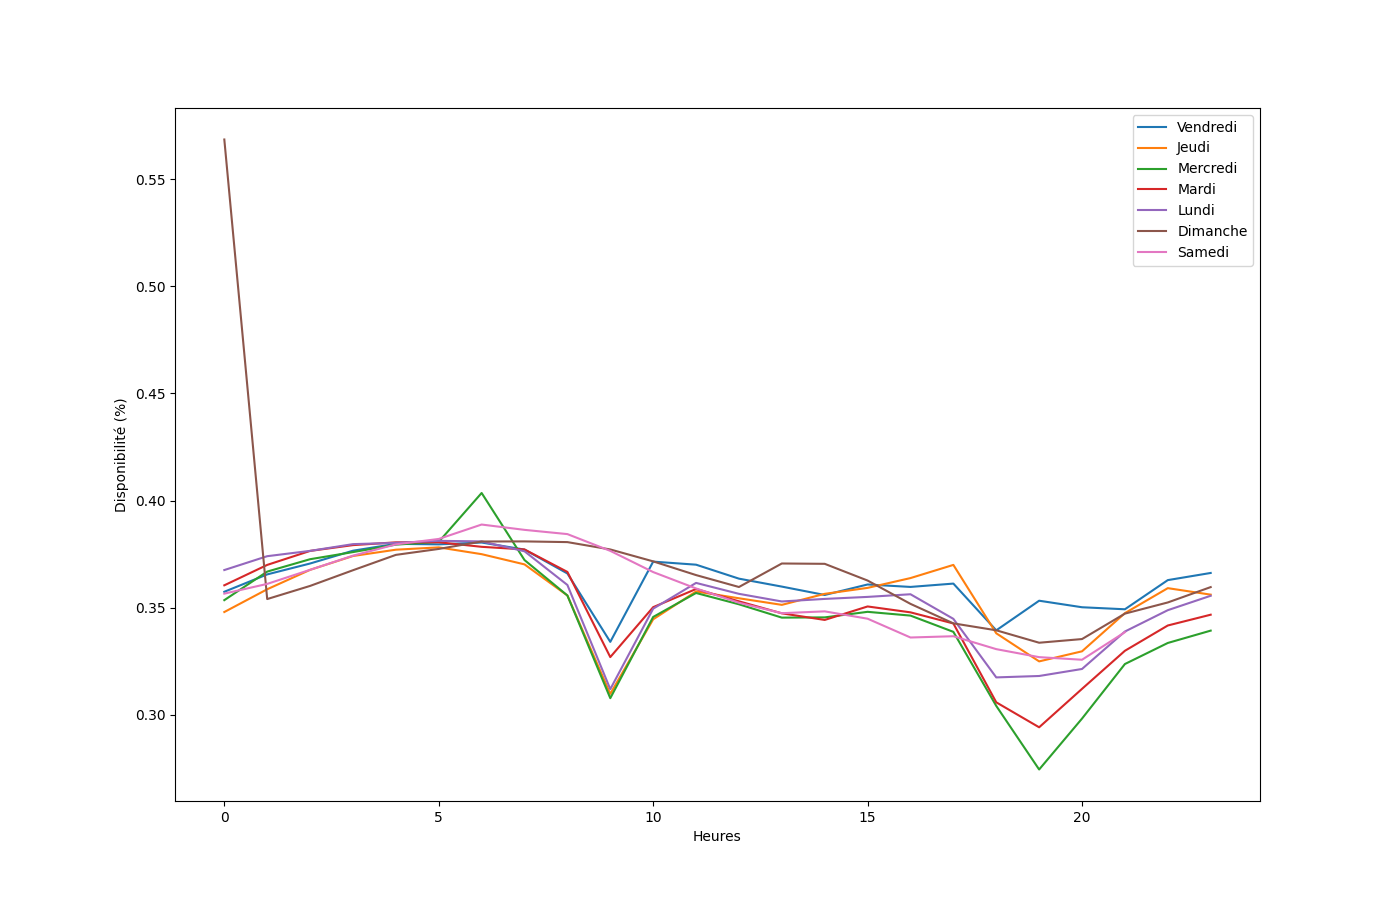 Vendredi
Jeudi
Mercredi
Mardi
Lundi
Dimanche
Samedi
0.55
0.50
0.45
0.40
0.35
0.30
Disponibilité (%)
0 5 10 15 20
Heures